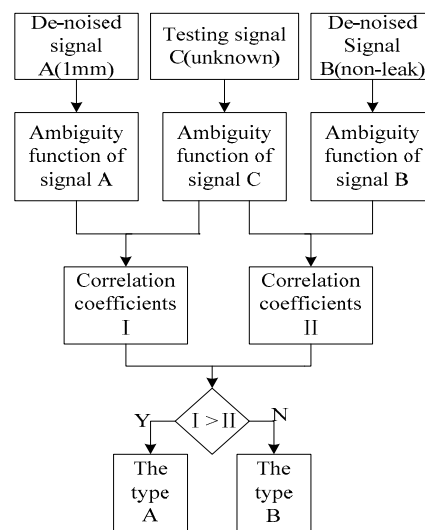 De-noised
signal
A(1mm)
Testing signal
C(unknown)
De-noised
Signal
B(non-leak)
Ambiguity
function of
signal A
Ambiguity
function of
signal C
Ambiguity
function of
signal B
Correlation
coefficients
I
Correlation
coefficients
II
Y
I > II
N
The
type
A
The
type
B